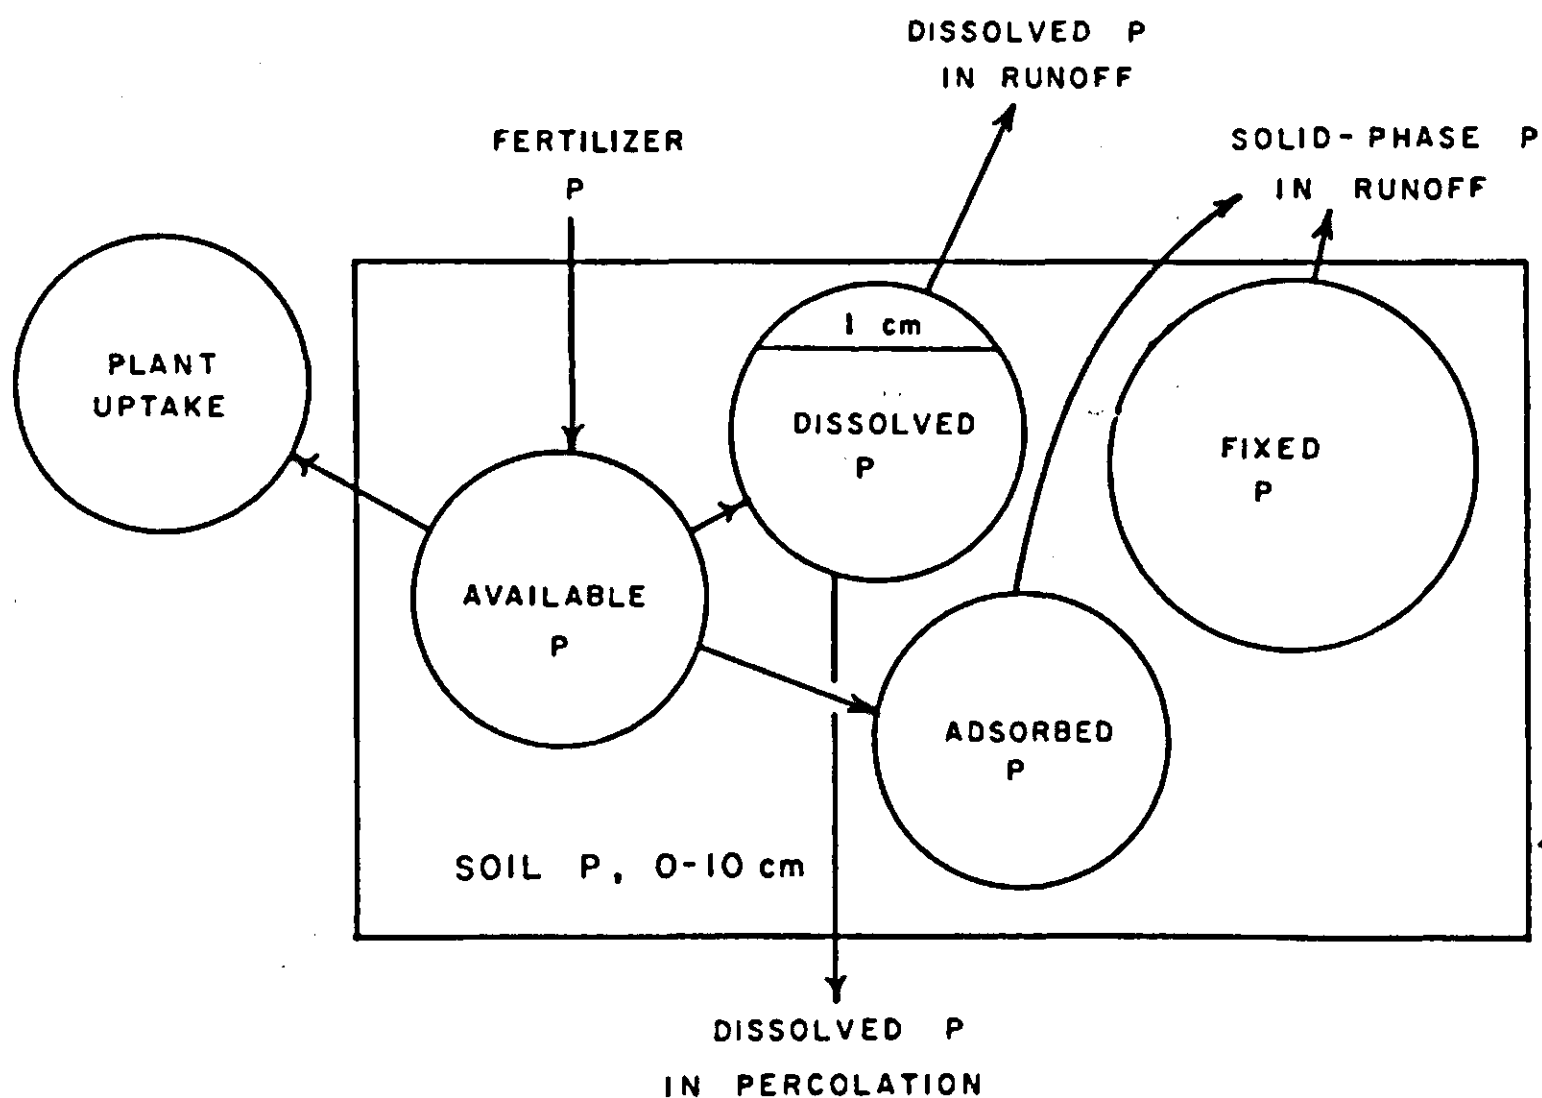 DISSOLVED P
IN RUNOFF
FERTILIZER
P
SOLID-PHASE P
IN RUNOFF
1 cm
PLANT
UPTAKE
DISSOLVED
P
FIXED
P
AVAILABLE
P
ADSORBED
P
SOIL P, 0-10 cm
DISSOLVED P
IN PERCOLATION